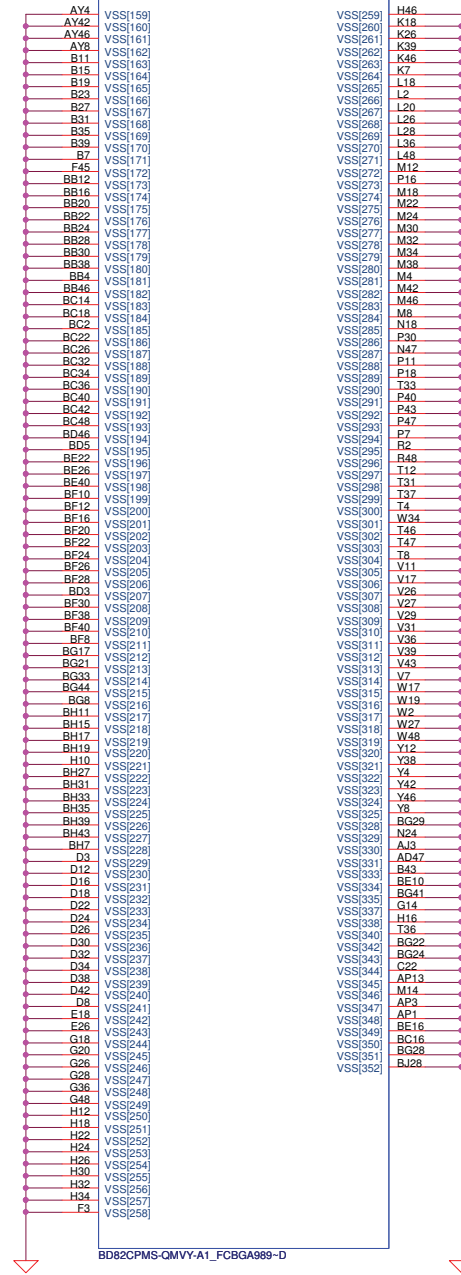 AY4 VSS[159] VSS[259] H46
AY42 VSS[160] VSS[260] K18
AY46 VSS[161] VSS[261] K26
AY8 VSS[162] VSS[262] K39
B11 VSS[163] VSS[263] K46
B15 VSS[164] VSS[264] K7
B19 VSS[165] VSS[265] L18
B23 VSS[166] VSS[266] L2
B27 VSS[167] VSS[267] L20
B31 VSS[168] VSS[268] L26
B35 VSS[169] VSS[269] L28
B39 VSS[170] VSS[270] L36
B7 VSS[171] VSS[271] L48
F45 VSS[172] VSS[272] M12
BB12 VSS[173] VSS[273] P16
BB16 VSS[174] VSS[274] M18
BB20 VSS[175] VSS[275] M22
BB22 VSS[176] VSS[276] M24
BB24 VSS[177] VSS[277] M30
BB28 VSS[178] VSS[278] M32
BB30 VSS[179] VSS[279] M34
BB38 VSS[180] VSS[280] M38
BB4 VSS[181] VSS[281] M4
BB46 VSS[182] VSS[282] M42
BC14 VSS[183] VSS[283] M46
BC18 VSS[184] VSS[284] M8
BC2 VSS[185] VSS[285] N18
BC22 VSS[186] VSS[286] P30
BC26 VSS[187] VSS[287] N47
BC32 VSS[188] VSS[288] P11
BC34 VSS[189] VSS[289] P18
BC36 VSS[190] VSS[290] T33
BC40 VSS[191] VSS[291] P40
BC42 VSS[192] VSS[292] P43
BC48 VSS[193] VSS[293] P47
BD46 VSS[194] VSS[294] P7
BD5 VSS[195] VSS[295] R2
BE22 VSS[196] VSS[296] R48
BE26 VSS[197] VSS[297] T12
BE40 VSS[198] VSS[298] T31
BF10 VSS[199] VSS[299] T37
BF12 VSS[200] VSS[300] T4
BF16 VSS[201] VSS[301] W34
BF20 VSS[202] VSS[302] T46
BF22 VSS[203] VSS[303] T47
BF24 VSS[204] VSS[304] T8
BF26 VSS[205] VSS[305] V11
BF28 VSS[206] VSS[306] V17
BD3 VSS[207] VSS[307] V26
BF30 VSS[208] VSS[308] V27
BF38 VSS[209] VSS[309] V29
BF40 VSS[210] VSS[310] V31
BF8 VSS[211] VSS[311] V36
BG17 VSS[212] VSS[312] V39
BG21 VSS[213] VSS[313] V43
BG33 VSS[214] VSS[314] V7
BG44 VSS[215] VSS[315] W17
BG8 VSS[216] VSS[316] W19
BH11 VSS[217] VSS[317] W2
BH15 VSS[218] VSS[318] W27
BH17 VSS[219] VSS[319] W48
BH19 VSS[220] VSS[320] Y12
H10 VSS[221] VSS[321] Y38
BH27 VSS[222] VSS[322] Y4
BH31 VSS[223] VSS[323] Y42
BH33 VSS[224] VSS[324] Y46
BH35 VSS[225] VSS[325] Y8
BH39 VSS[226] VSS[328] BG29
BH43 VSS[227] VSS[329] N24
BH7 VSS[228] VSS[330] AJ3
D3 VSS[229] VSS[331] AD47
D12 VSS[230] VSS[333] B43
D16 VSS[231] VSS[334] BE10
D18 VSS[232] VSS[335] BG41
D22 VSS[233] VSS[337] G14
D24 VSS[234] VSS[338] H16
D26 VSS[235] VSS[340] T36
D30 VSS[236] VSS[342] BG22
D32 VSS[237] VSS[343] BG24
D34 VSS[238] VSS[344] C22
D38 VSS[239] VSS[345] AP13
D42 VSS[240] VSS[346] M14
D8 VSS[241] VSS[347] AP3
E18 VSS[242] VSS[348] AP1
E26 VSS[243] VSS[349] BE16
G18 VSS[244] VSS[350] BC16
G20 VSS[245] VSS[351] BG28
G26 VSS[246] VSS[352] BJ28
G28 VSS[247]
G36 VSS[248]
G48 VSS[249]
H12 VSS[250]
H18 VSS[251]
H22 VSS[252]
H24 VSS[253]
H26 VSS[254]
H30 VSS[255]
H32 VSS[256]
H34 VSS[257]
F3 VSS[258]
BD82CPMS-QMVY-A1_FCBGA989~D